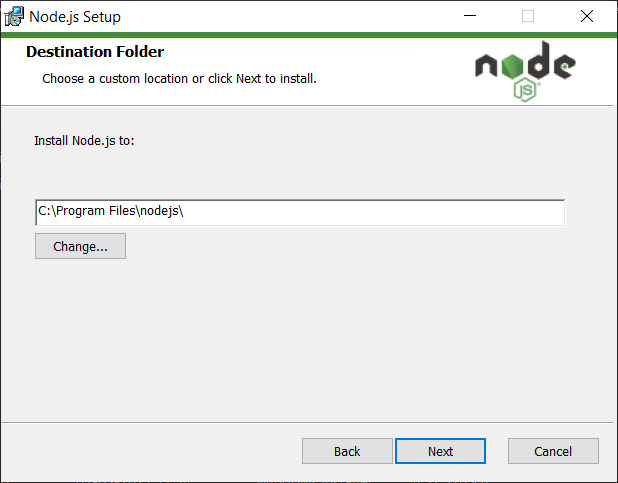 Node.js Setup
Destination Folder
Choose a custom location or click Next to install.
node
JS
Install Node.js to:
C:\Program Files\nodejs\
Change...
Back
Next
Cancel